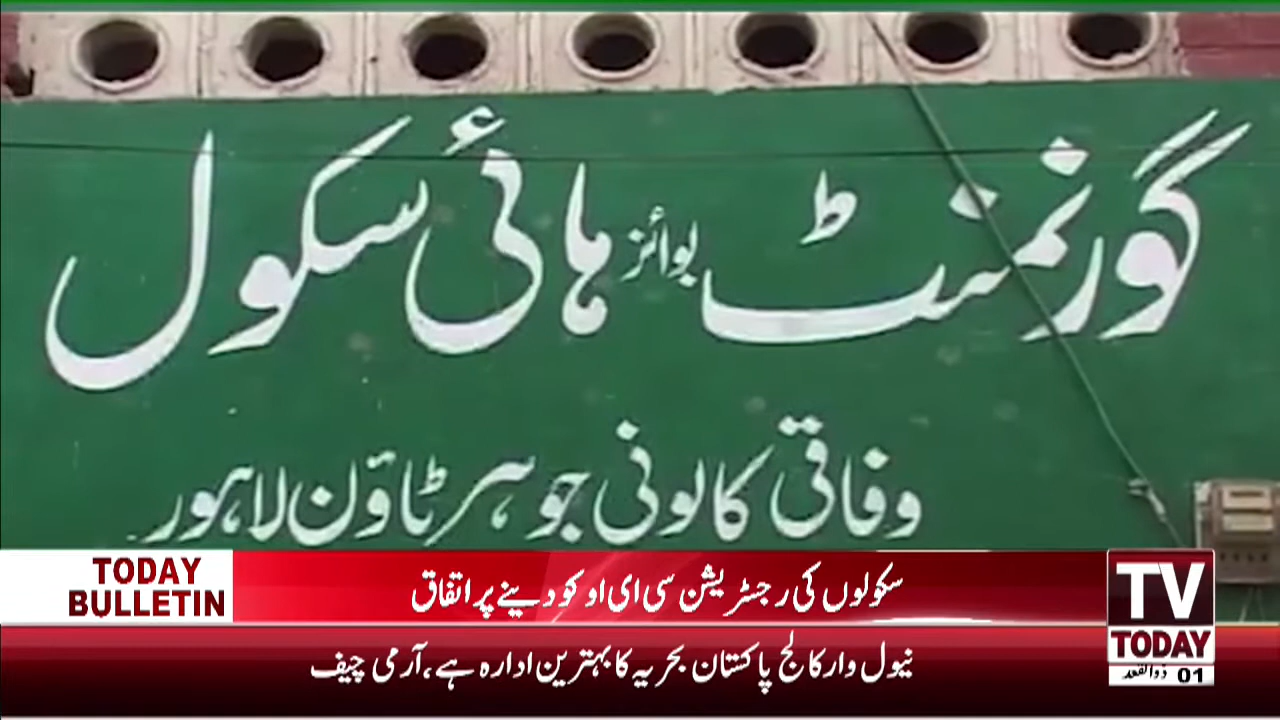 گورنمنٹ بوائز ہائی سکول
وفاقی کالونی جوہر ٹاؤن لاہور
TODAY
BULLETIN
سکولوں کی رجسٹریشن سی ای او کو دینے پر اتفاق
نیول وار کالج پاکستان بحریہ کا بہترین ادارہ ہے، آرمی چیف
TV
TODAY
01 ذوالقعد